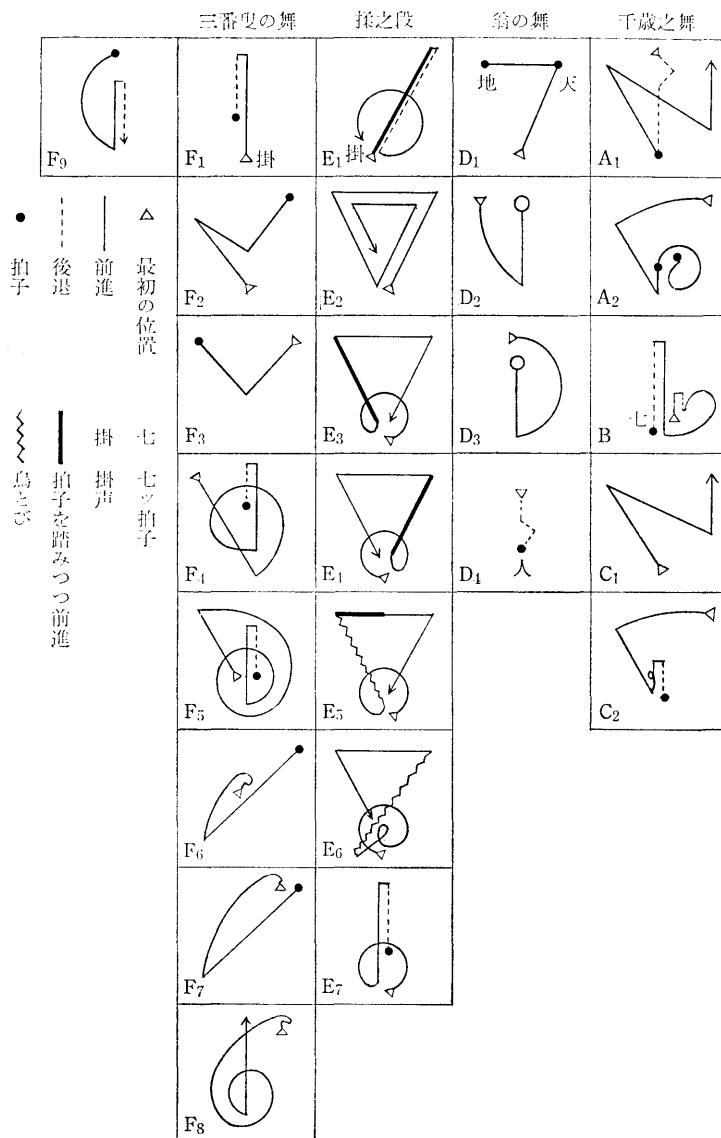 三番叟の舞
揉之段
翁の舞
千歳之舞
F9
F1
掛
E1
掛
D1
地
天
A1
F2
E2
D2
A2
F3
E3
D3
B
七
F4
E4
D4
人
C1
F5
E5
C2
F6
E6
F7
E7
F8
△ 最初の位置
前進
後退
● 拍子
七 七ッ拍子
掛 掛声
拍子を踏みつつ前進
鳥とび